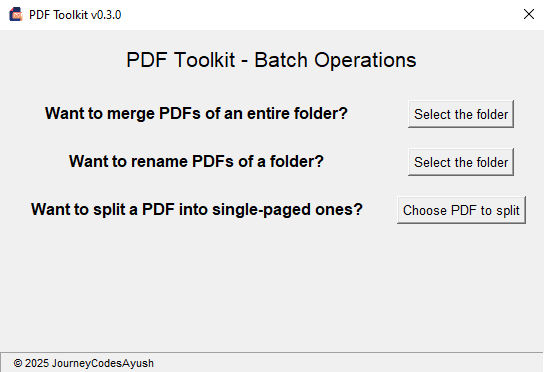 PDF Toolkit v0.3.0
PDF Toolkit - Batch Operations
Want to merge PDFs of an entire folder? Select the folder
Want to rename PDFs of a folder? Select the folder
Want to split a PDF into single-paged ones? Choose PDF to split
© 2025 JourneyCodesAyush